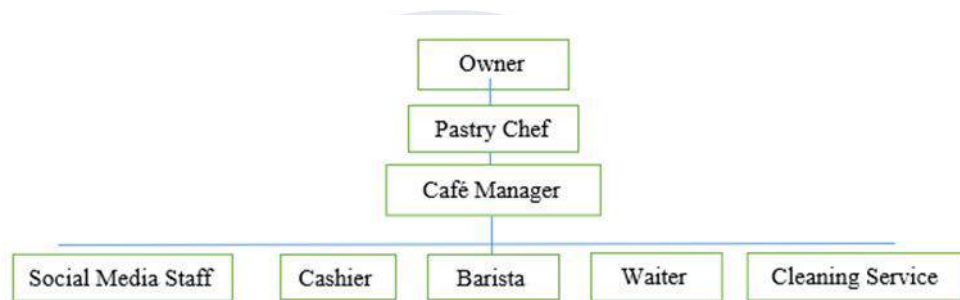 Owner
Pastry Chef
Café Manager
Social Media Staff
Cashier
Barista
Waiter
Cleaning Service